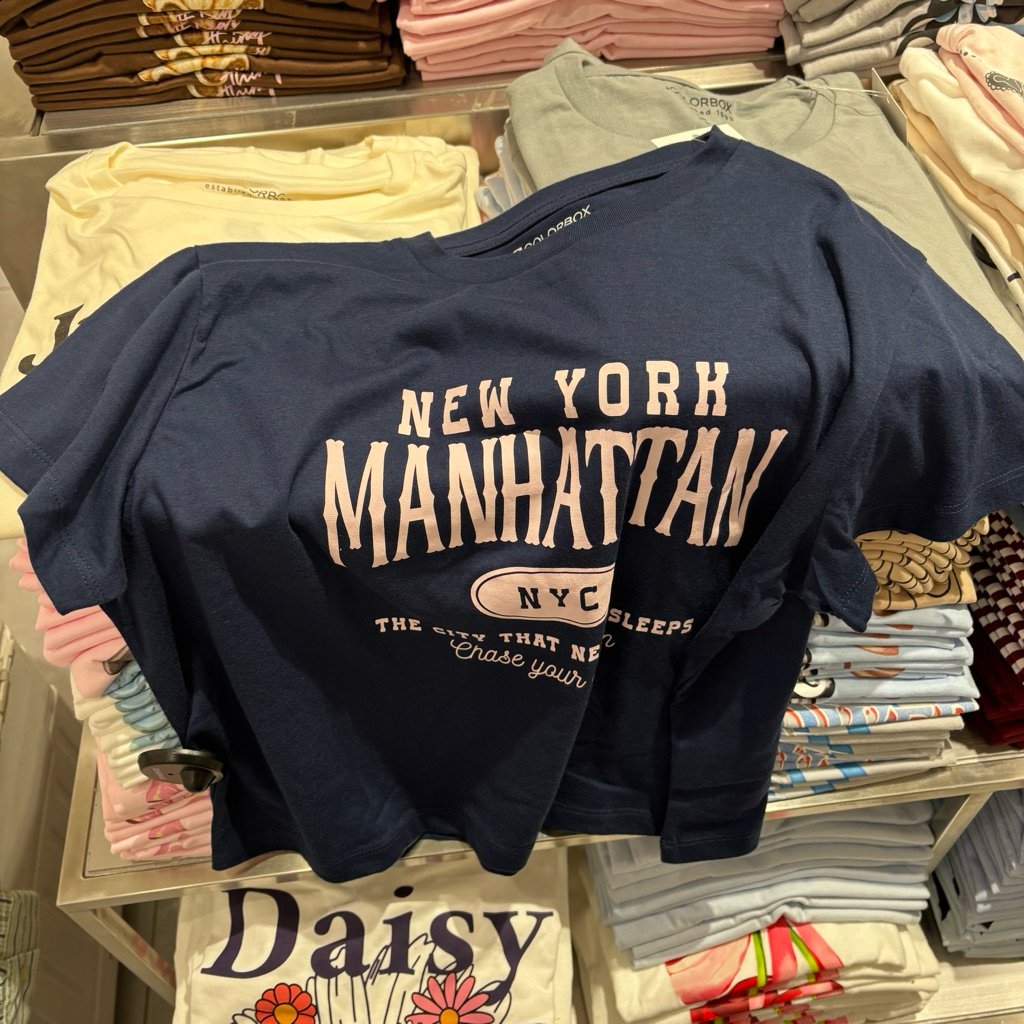 COLORBOX
NEW YORK
MANHATTAN
NYC
THE CITY THAT NE SLEEPS
Chase your
Daisy